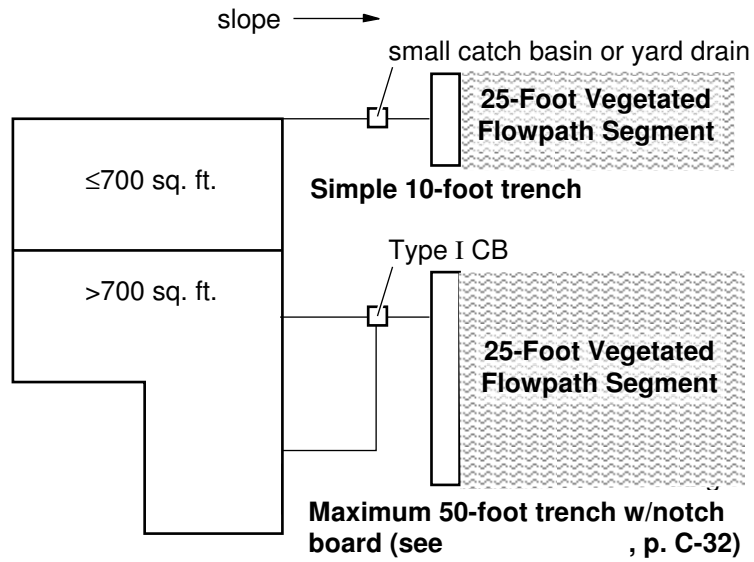 slope
small catch basin or yard drain
25-Foot Vegetated
Flowpath Segment
≤700 sq. ft.
Simple 10-foot trench
Type I CB
>700 sq. ft.
25-Foot Vegetated
Flowpath Segment
Maximum 50-foot trench w/notch
board (see , p. C-32)